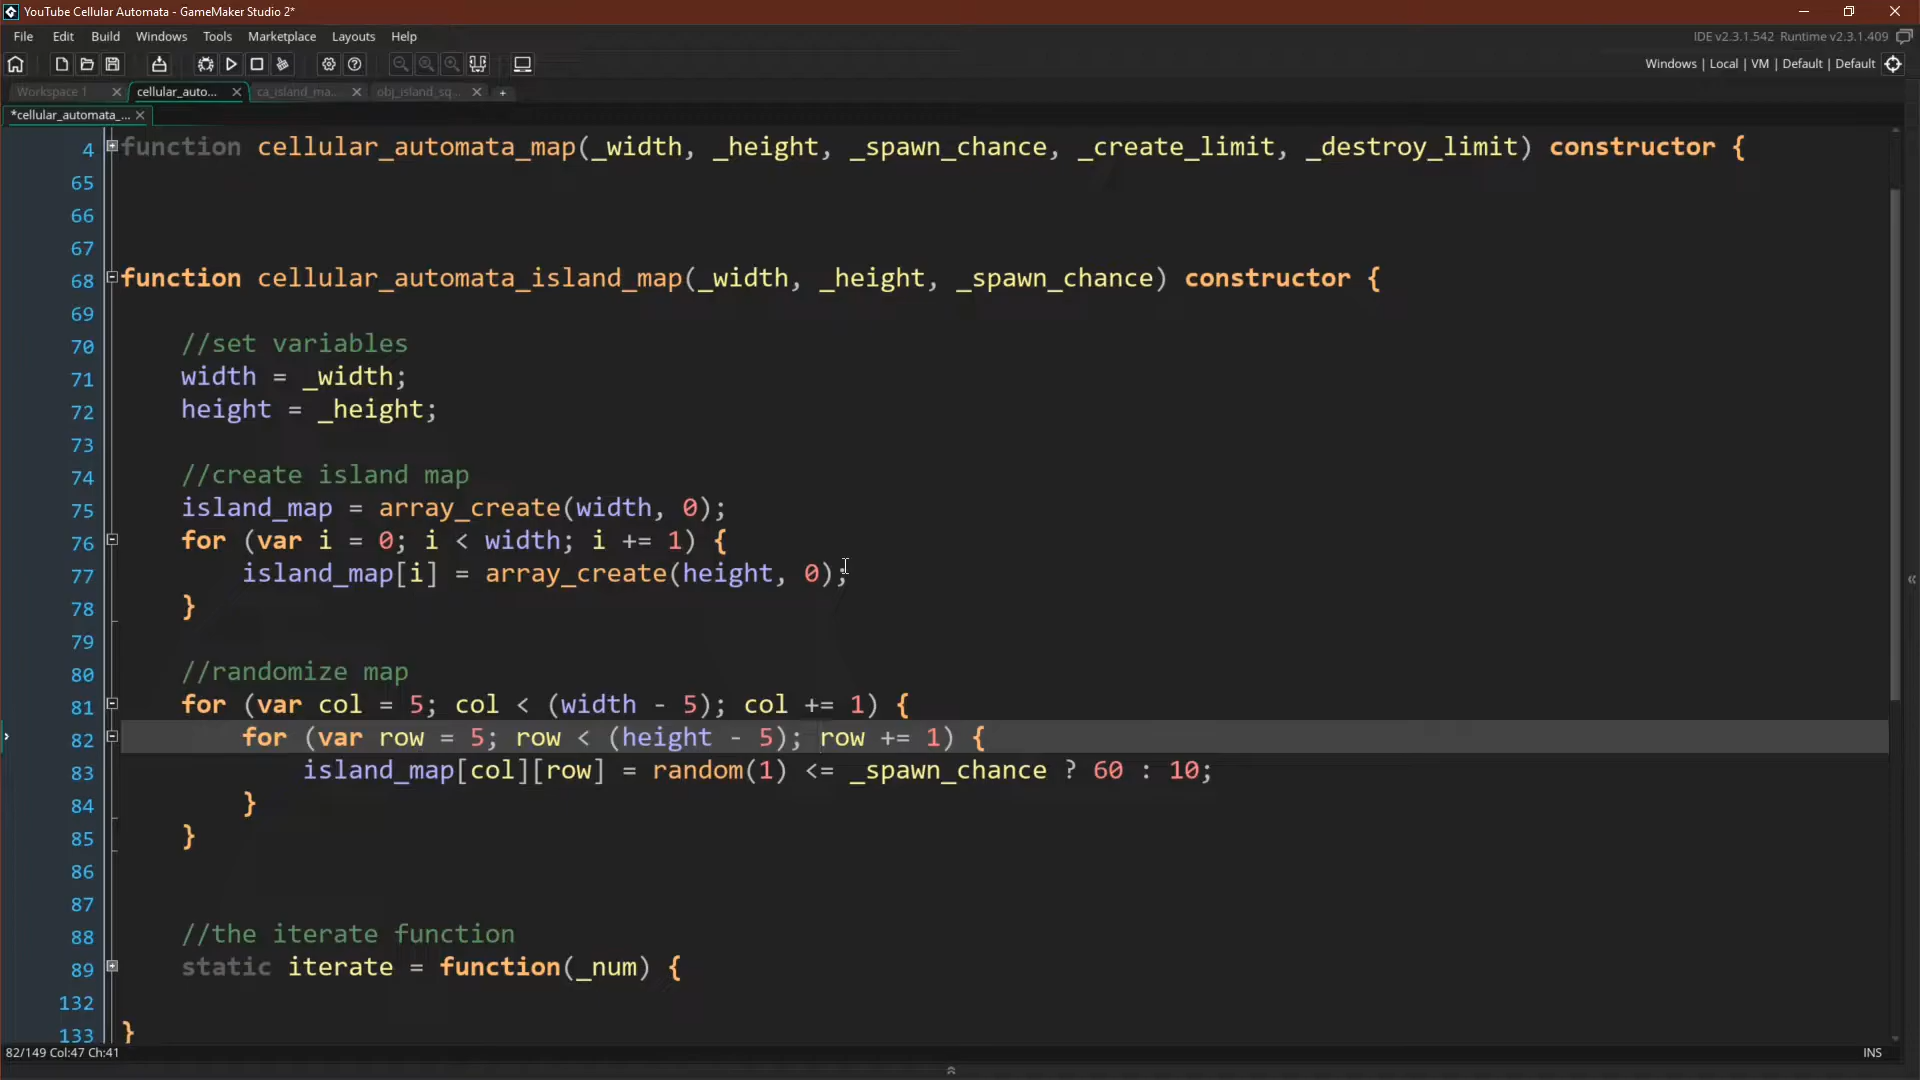 YouTube Cellular Automata - GameMaker Studio 2*
File Edit Build Windows Tools Marketplace Layouts Help
IDE v2.3.1.542 Runtime v2.3.1.409
Windows | Local | VM | Default | Default
Workspace 1 cellular_auto... ca_island_ma... obj_island_sq... +
*cellular_automata_...
4 function cellular_automata_map(_width, _height, _spawn_chance, _create_limit, _destroy_limit) constructor {
65
66
67
68 function cellular_automata_island_map(_width, _height, _spawn_chance) constructor {
69
70 //set variables
71 width = _width;
72 height = _height;
73
74 //create island map
75 island_map = array_create(width, 0);
76 for (var i = 0; i < width; i += 1) {
77 island_map[i] = array_create(height, 0);
78 }
79
80 //randomize map
81 for (var col = 5; col < (width - 5); col += 1) {
82 for (var row = 5; row < (height - 5); row += 1) {
83 island_map[col][row] = random(1) <= _spawn_chance ? 60 : 10;
84 }
85 }
86
87
88 //the iterate function
89 static iterate = function(_num) {
132
133 }
82/149 Col:47 Ch:41 INS